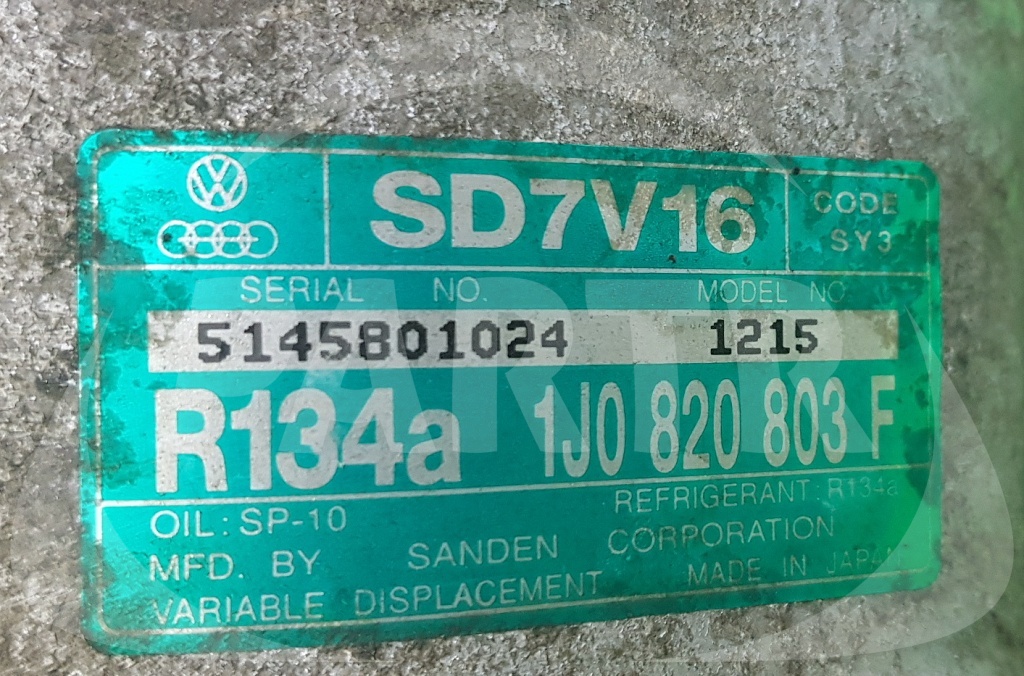 SD7V16
CODE
SY3
SERIAL NO.
MODEL NO.
5145801024
1215
R134a
1J0 820 803 F
OIL: SP-10
REFRIGERANT: R134a
MFD. BY SANDEN CORPORATION
VARIABLE DISPLACEMENT
MADE IN JAPAN